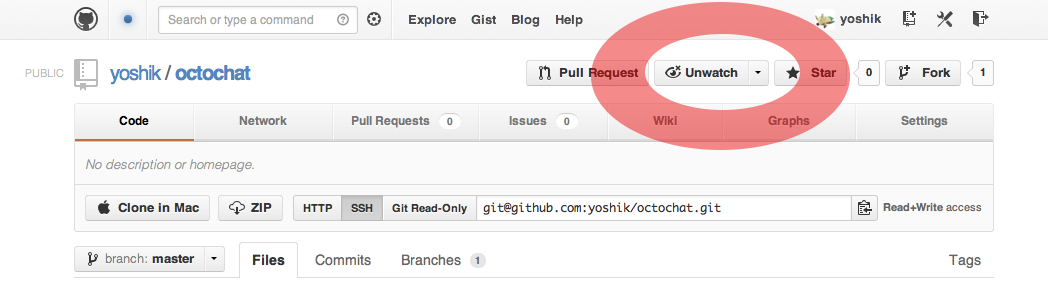 Search or type a command Explore Gist Blog Help yoshik
PUBLIC yoshik / octochat Pull Request Unwatch Star 0 Fork 1
Code Network Pull Requests 0 Issues 0 Wiki Graphs Settings
No description or homepage.
Clone in Mac ZIP HTTP SSH Git Read-Only git@github.com:yoshik/octochat.git Read+Write access
branch: master Files Commits Branches 1 Tags